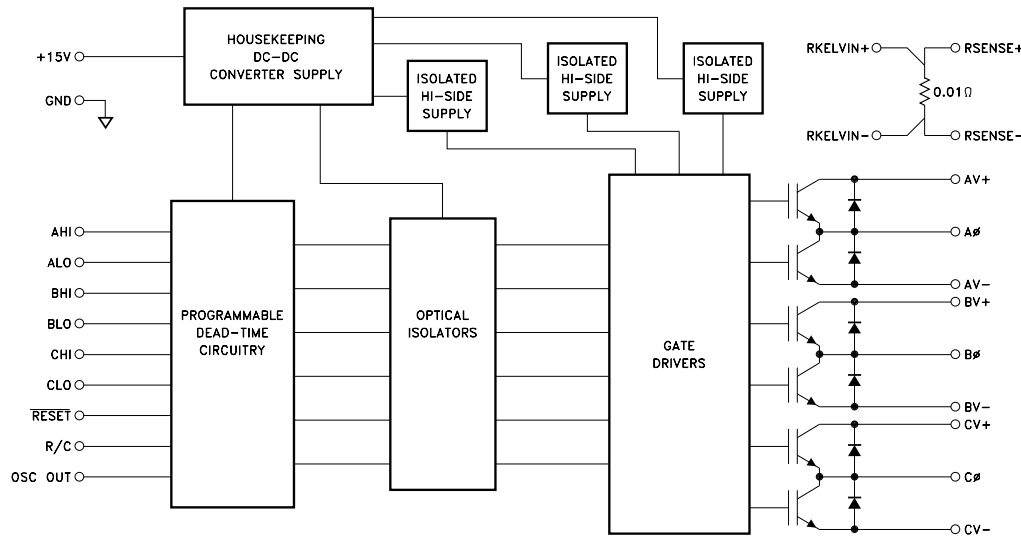 HOUSEKEEPING
DC-DC
CONVERTER SUPPLY
+15V
GND
ISOLATED
HI-SIDE
SUPPLY
ISOLATED
HI-SIDE
SUPPLY
ISOLATED
HI-SIDE
SUPPLY
RKELVIN+
RSENSE+
0.01Ω
RKELVIN-
RSENSE-
AHI
ALO
BHI
BLO
CHI
CLO
RESET
R/C
OSC OUT
PROGRAMMABLE
DEAD-TIME
CIRCUITRY
OPTICAL
ISOLATORS
GATE
DRIVERS
AV+
Aø
AV-
BV+
Bø
BV-
CV+
Cø
CV-